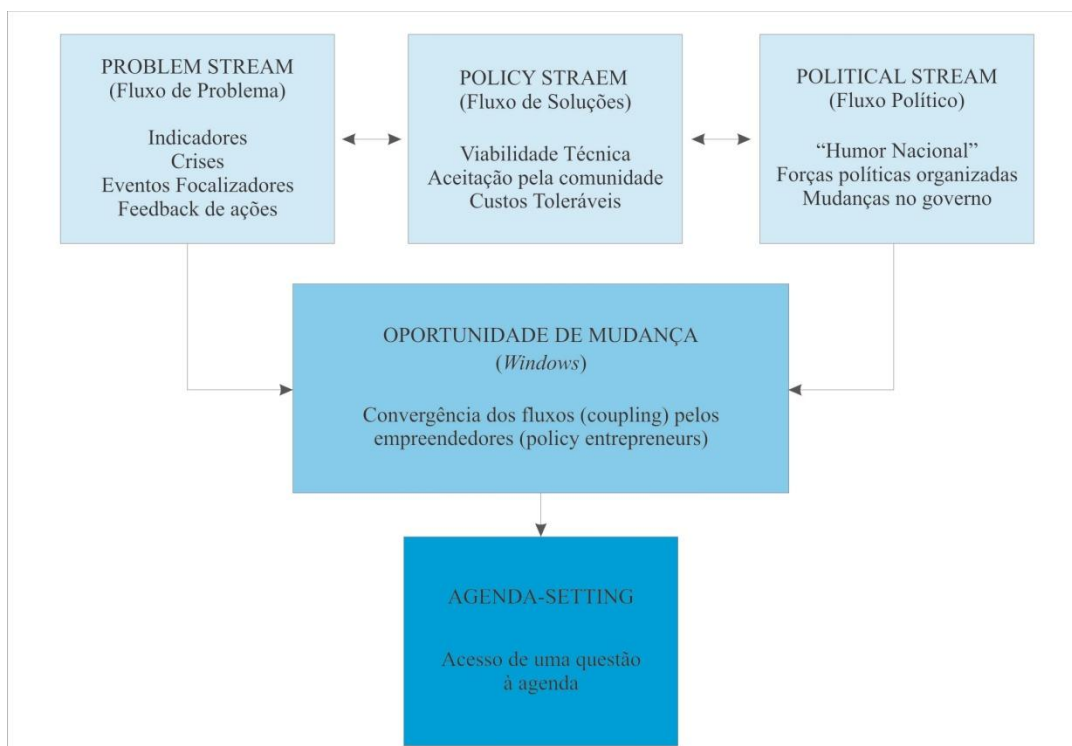 PROBLEM STREAM
(Fluxo de Problema)
Indicadores
Crises
Eventos Focalizadores
Feedback de ações
POLICY STRAEM
(Fluxo de Soluções)
Viabilidade Técnica
Aceitação pela comunidade
Custos Toleráveis
POLITICAL STREAM
(Fluxo Político)
“Humor Nacional”
Forças políticas organizadas
Mudanças no governo
OPORTUNIDADE DE MUDANÇA
(Windows)
Convergência dos fluxos (coupling) pelos
empreendedores (policy entrepreneurs)
AGENDA-SETTING
Acesso de uma questão
à agenda